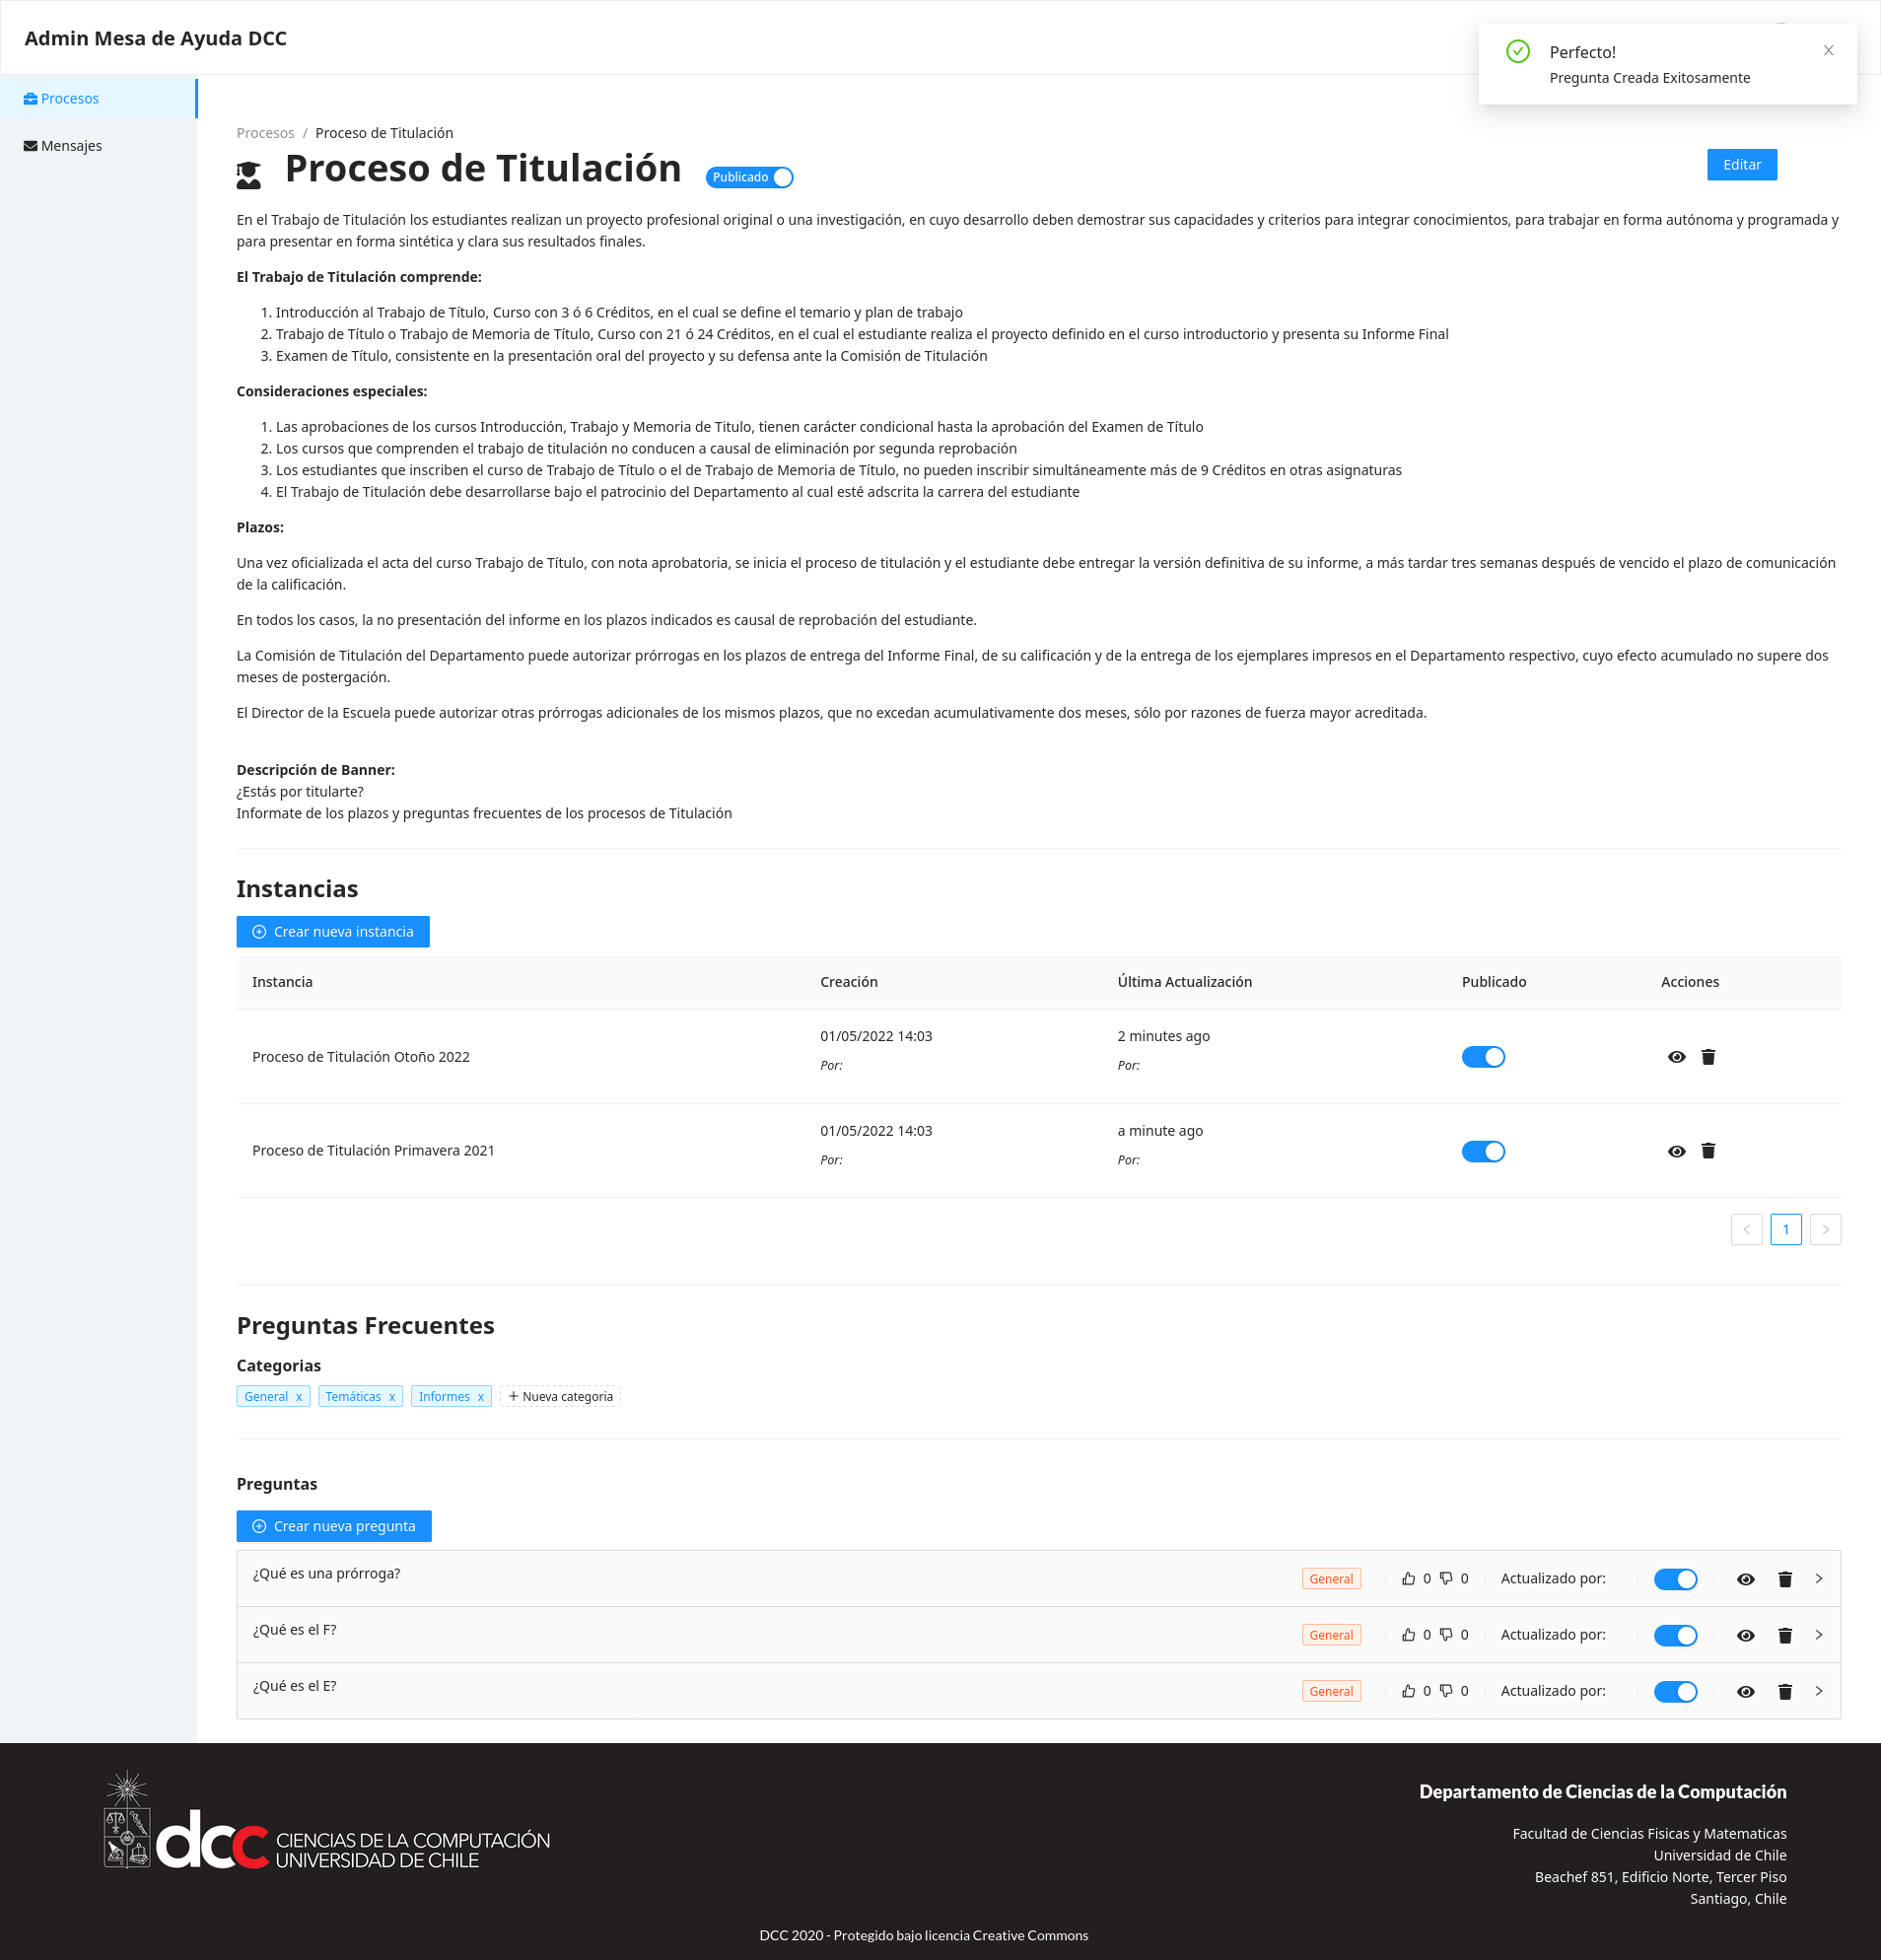 Admin Mesa de Ayuda DCC
Perfecto!
Pregunta Creada Exitosamente
Procesos
Mensajes
Procesos / Proceso de Titulación
Proceso de Titulación Publicado
Editar
En el Trabajo de Titulación los estudiantes realizan un proyecto profesional original o una investigación, en cuyo desarrollo deben demostrar sus capacidades y criterios para integrar conocimientos, para trabajar en forma autónoma y programada y
para presentar en forma sintética y clara sus resultados finales.
El Trabajo de Titulación comprende:
1. Introducción al Trabajo de Título, Curso con 3 ó 6 Créditos, en el cual se define el temario y plan de trabajo
2. Trabajo de Título o Trabajo de Memoria de Título, Curso con 21 ó 24 Créditos, en el cual el estudiante realiza el proyecto definido en el curso introductorio y presenta su Informe Final
3. Examen de Título, consistente en la presentación oral del proyecto y su defensa ante la Comisión de Titulación
Consideraciones especiales:
1. Las aprobaciones de los cursos Introducción, Trabajo y Memoria de Titulo, tienen carácter condicional hasta la aprobación del Examen de Título
2. Los cursos que comprenden el trabajo de titulación no conducen a causal de eliminación por segunda reprobación
3. Los estudiantes que inscriben el curso de Trabajo de Título o el de Trabajo de Memoria de Título, no pueden inscribir simultáneamente más de 9 Créditos en otras asignaturas
4. El Trabajo de Titulación debe desarrollarse bajo el patrocinio del Departamento al cual esté adscrita la carrera del estudiante
Plazos:
Una vez oficializada el acta del curso Trabajo de Título, con nota aprobatoria, se inicia el proceso de titulación y el estudiante debe entregar la versión definitiva de su informe, a más tardar tres semanas después de vencido el plazo de comunicación
de la calificación.
En todos los casos, la no presentación del informe en los plazos indicados es causal de reprobación del estudiante.
La Comisión de Titulación del Departamento puede autorizar prórrogas en los plazos de entrega del Informe Final, de su calificación y de la entrega de los ejemplares impresos en el Departamento respectivo, cuyo efecto acumulado no supere dos
meses de postergación.
El Director de la Escuela puede autorizar otras prórrogas adicionales de los mismos plazos, que no excedan acumulativamente dos meses, sólo por razones de fuerza mayor acreditada.
Descripción de Banner:
¿Estás por titularte?
Informate de los plazos y preguntas frecuentes de los procesos de Titulación
Instancias
Crear nueva instancia
Instancia Creación Última Actualización Publicado Acciones
Proceso de Titulación Otoño 2022 01/05/2022 14:03 2 minutes ago
Por: Por:
Proceso de Titulación Primavera 2021 01/05/2022 14:03 a minute ago
Por: Por:
1
Preguntas Frecuentes
Categorias
General x Temáticas x Informes x + Nueva categoria
Preguntas
Crear nueva pregunta
¿Qué es una prórroga? General 0 0 Actualizado por:
¿Qué es el F? General 0 0 Actualizado por:
¿Qué es el E? General 0 0 Actualizado por:
dcc CIENCIAS DE LA COMPUTACIÓN
UNIVERSIDAD DE CHILE
Departamento de Ciencias de la Computación
Facultad de Ciencias Fisicas y Matematicas
Universidad de Chile
Beachef 851, Edificio Norte, Tercer Piso
Santiago, Chile
DCC 2020 - Protegido bajo licencia Creative Commons